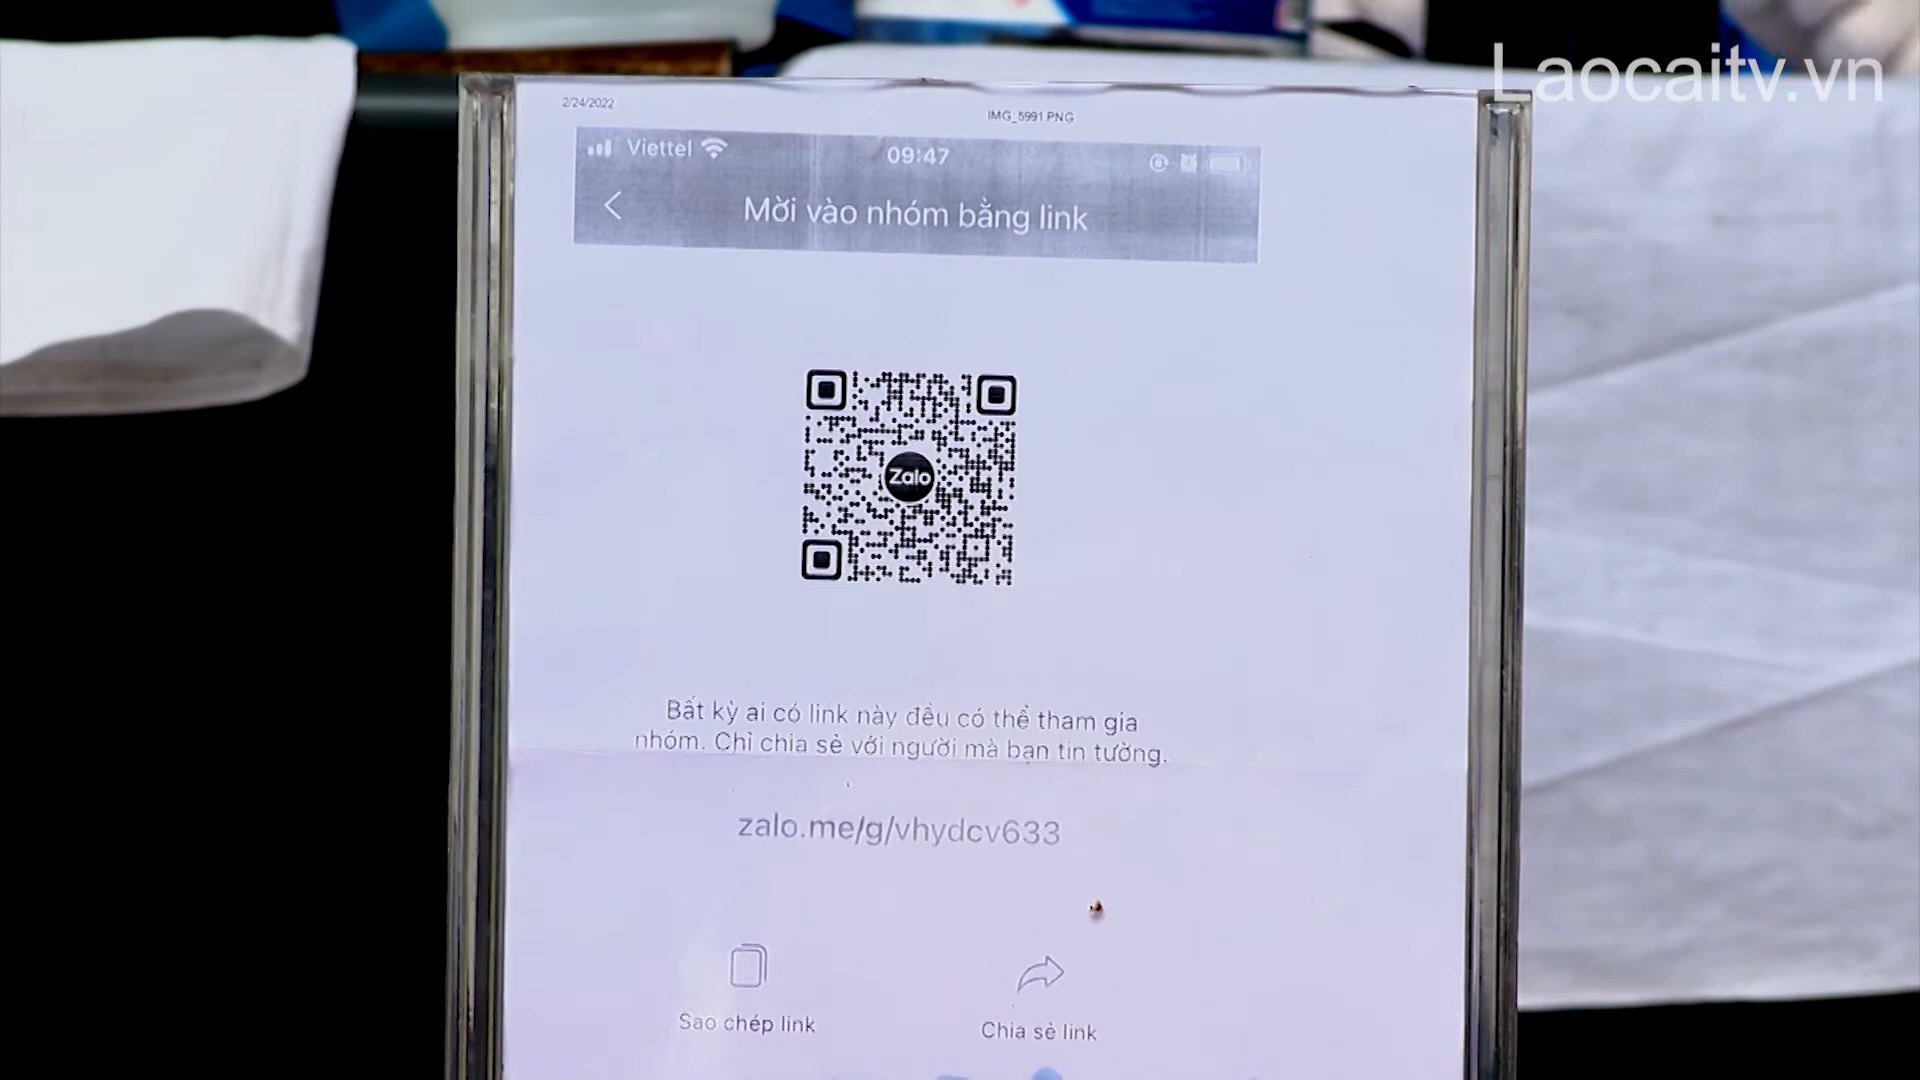 Laocaitv.vn
2/24/2022
IMG_5991.PNG
Viettel
09:47
Mời vào nhóm bằng link
Zalo
Bất kỳ ai có link này đều có thể tham gia
nhóm. Chỉ chia sẻ với người mà bạn tin tưởng.
zalo.me/g/vhydcv633
Sao chép link
Chia sẻ link